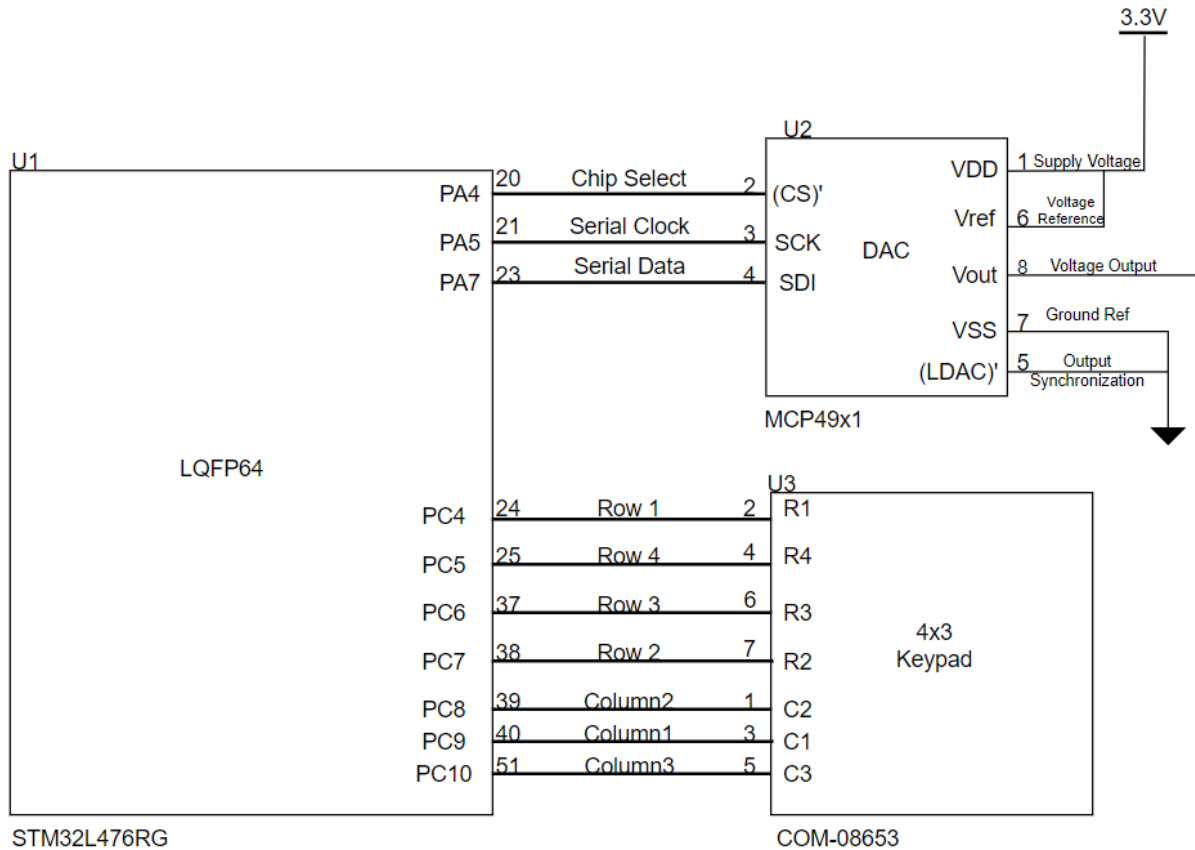 3.3V
U2
U1
PA4 20 Chip Select 2 (CS)' VDD 1 Supply Voltage
PA5 21 Serial Clock 3 SCK DAC Vref 6 Voltage Reference
PA7 23 Serial Data 4 SDI Vout 8 Voltage Output
VSS 7 Ground Ref
(LDAC)' 5 Output Synchronization
MCP49x1
LQFP64
U3
PC4 24 Row 1 2 R1
PC5 25 Row 4 4 R4
PC6 37 Row 3 6 R3
4x3
Keypad
PC7 38 Row 2 7 R2
PC8 39 Column2 1 C2
PC9 40 Column1 3 C1
PC10 51 Column3 5 C3
STM32L476RG
COM-08653